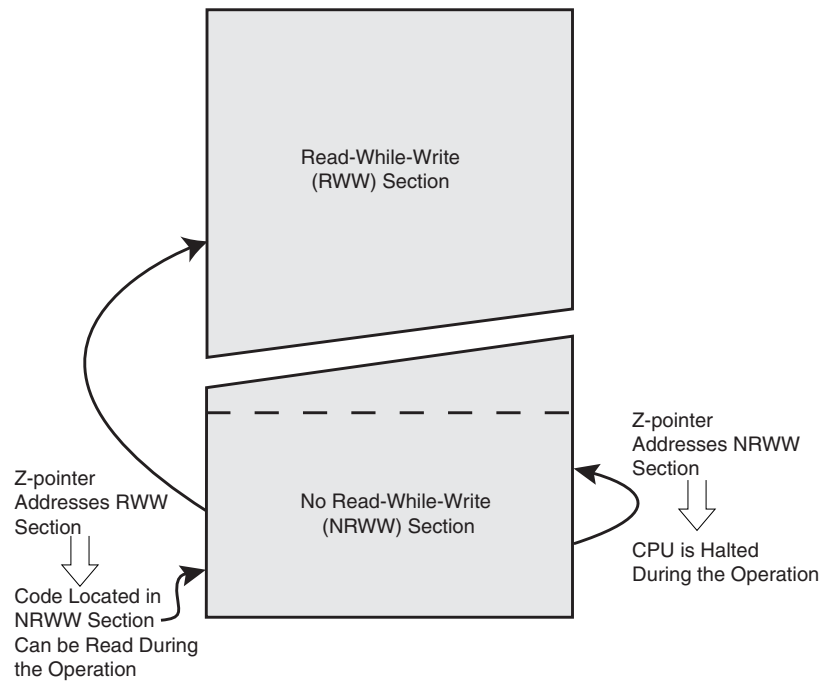 Read-While-Write
(RWW) Section
Z-pointer
Addresses NRWW
Section
CPU is Halted
During the Operation
No Read-While-Write
(NRWW) Section
Z-pointer
Addresses RWW
Section
Code Located in
NRWW Section
Can be Read During
the Operation